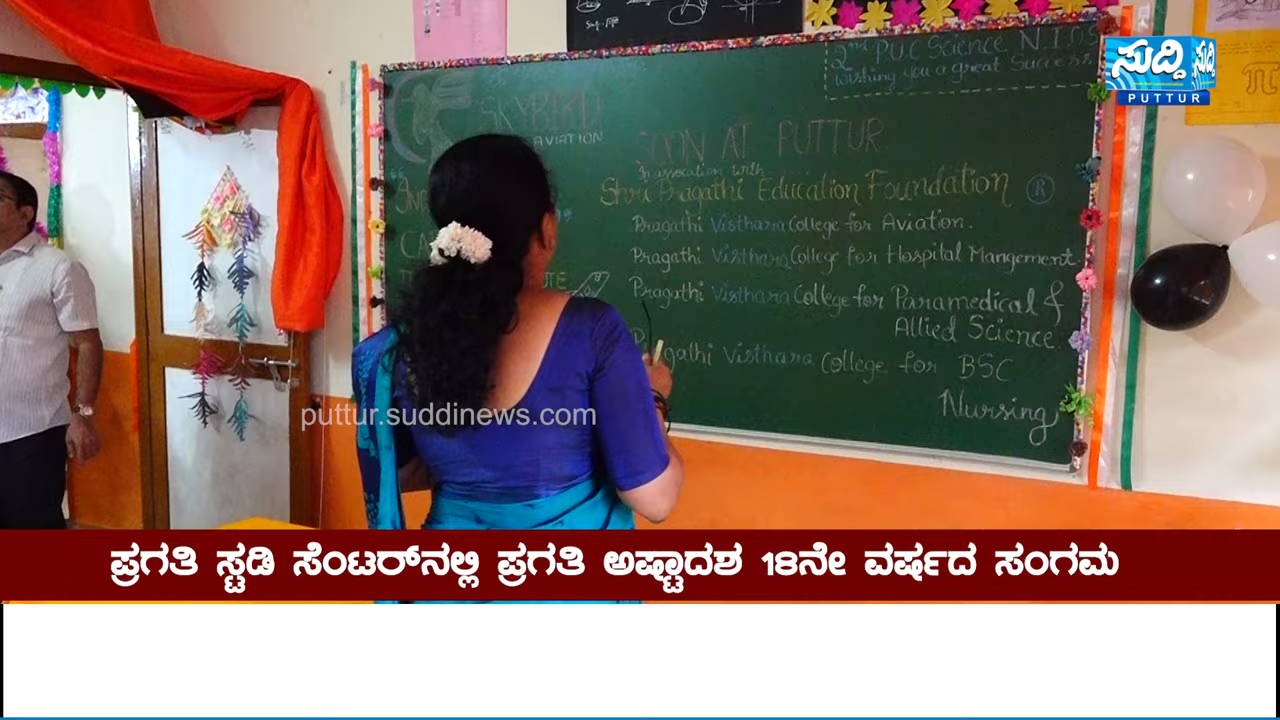 2nd PUC Science N.I.O.S
wishing you a great Success
ಸುದ್ದಿ
ಸುದ್ದಿ
PUTTUR
SKYBIRD
AVIATION
SOON AT PUTTUR.
In association with
Shri Pragathi Education Foundation ®
Pragathi Visthara College for Aviation.
Pragathi Visthara College for Hospital Mangement
Pragathi Visthara College for Paramedical &
Allied Science.
Pragathi Visthara College for BSC
Nursing
puttur.suddinews.com
ಪ್ರಗತಿ ಸ್ಟಡಿ ಸೆಂಟರ್‌ನಲ್ಲಿ ಪ್ರಗತಿ ಅಷ್ಟಾದಶ 18ನೇ ವರ್ಷದ ಸಂಗಮ